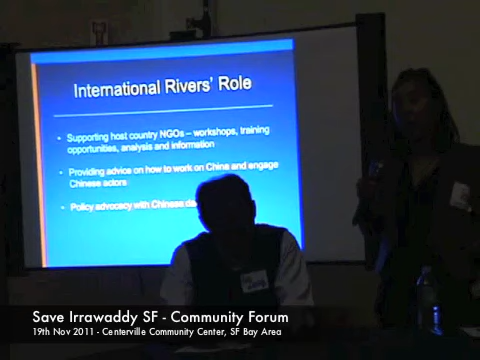 International Rivers' Role
• Supporting host country NGOs – workshops, training
opportunities, analysis and information
• Providing advice on how to work on China and engage
Chinese actors
• Policy advocacy with Chinese
Save Irrawaddy SF - Community Forum
19th Nov 2011 - Centerville Community Center, SF Bay Area